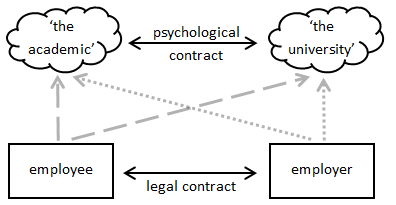 'the
academic'
psychological
contract
'the
university'
employee
legal contract
employer